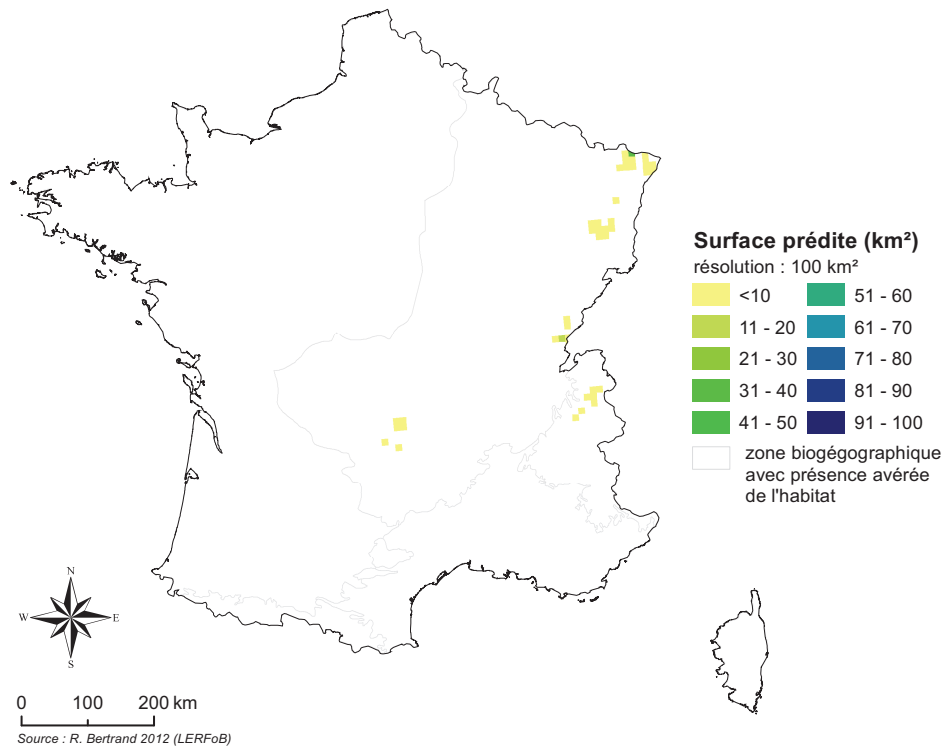 Surface prédite (km²)
résolution : 100 km²
<10
11 - 20
21 - 30
31 - 40
41 - 50
51 - 60
61 - 70
71 - 80
81 - 90
91 - 100
zone biogégographique
avec présence avérée
de l'habitat
N
W
E
S
0 100 200 km
Source : R. Bertrand 2012 (LERFoB)